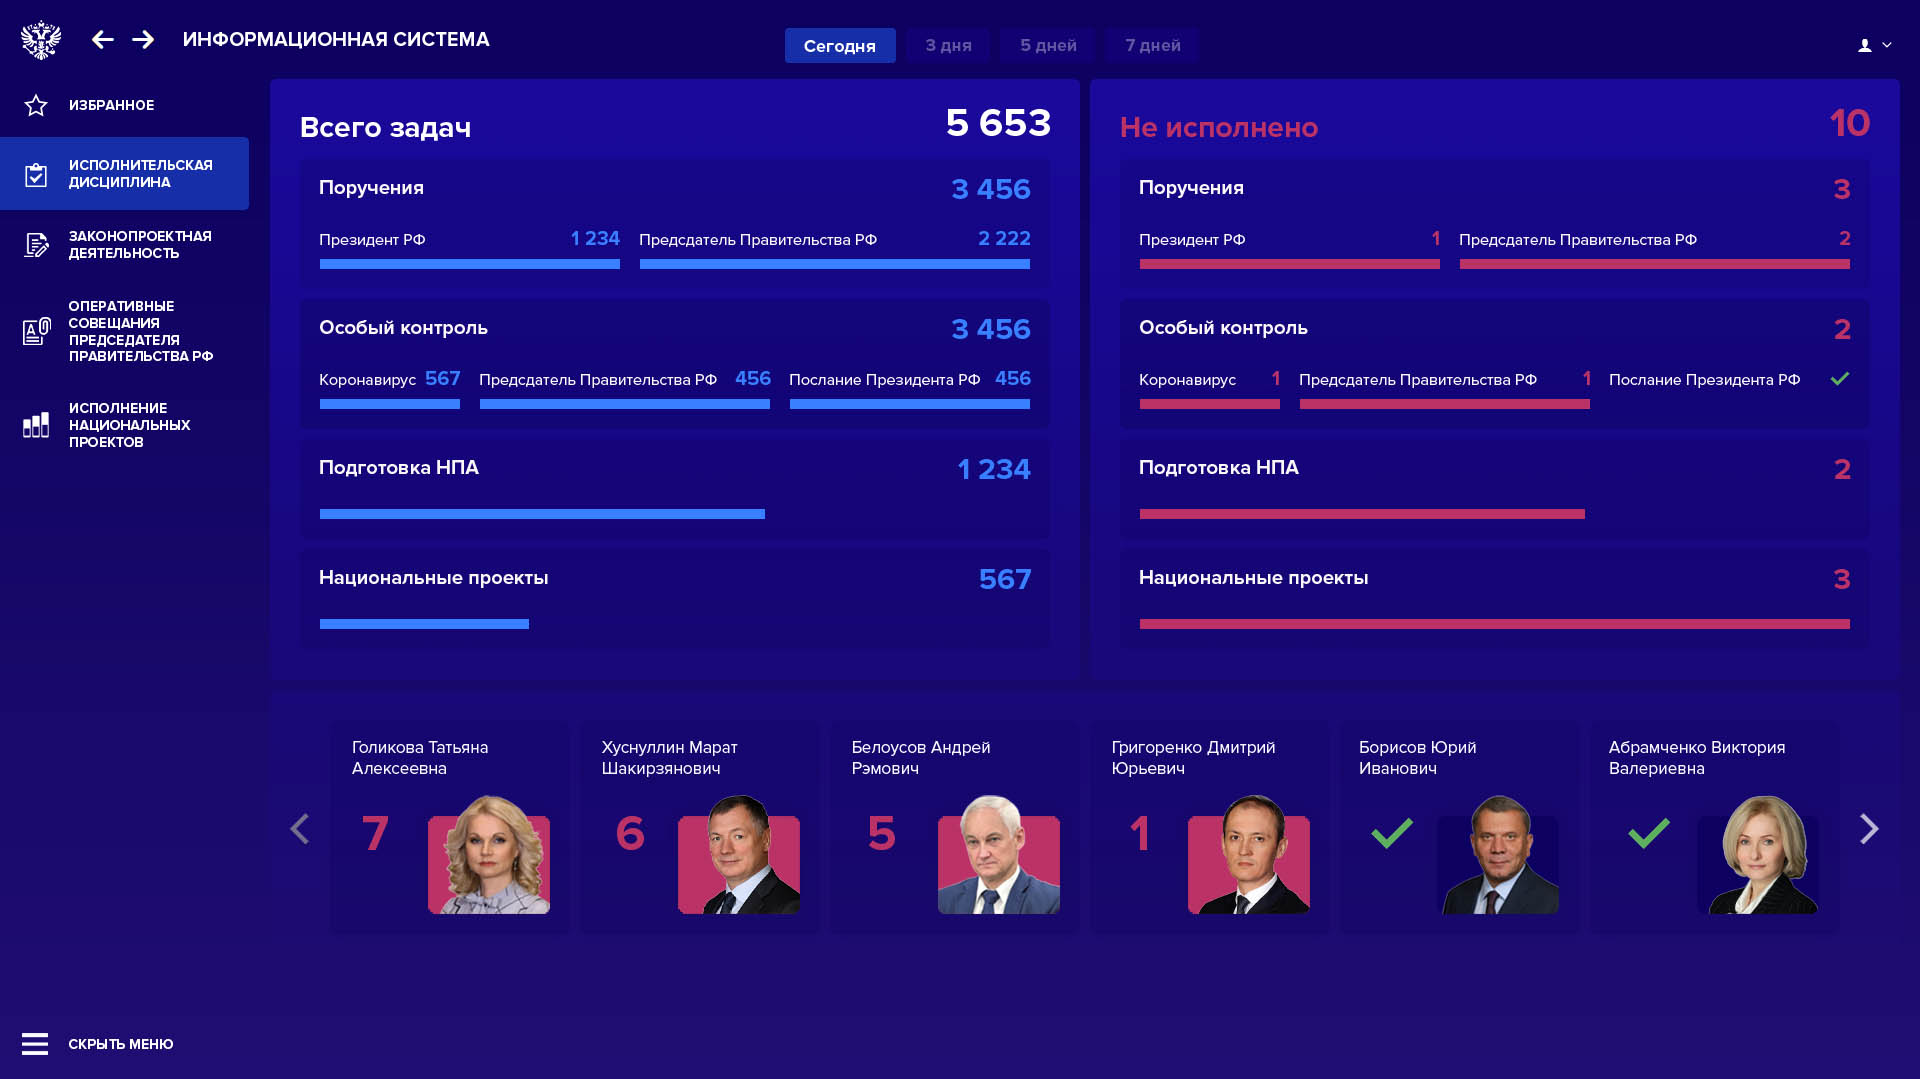 ИНФОРМАЦИОННАЯ СИСТЕМА
Сегодня
3 дня
5 дней
7 дней
ИЗБРАННОЕ
ИСПОЛНИТЕЛЬСКАЯ
ДИСЦИПЛИНА
ЗАКОНОПРОЕКТНАЯ
ДЕЯТЕЛЬНОСТЬ
ОПЕРАТИВНЫЕ
СОВЕЩАНИЯ
ПРЕДСЕДАТЕЛЯ
ПРАВИТЕЛЬСТВА РФ
ИСПОЛНЕНИЕ
НАЦИОНАЛЬНЫХ
ПРОЕКТОВ
СКРЫТЬ МЕНЮ
Всего задач 5 653
Поручения 3 456
Президент РФ 1 234 Предсдатель Правительства РФ 2 222
Особый контроль 3 456
Коронавирус 567 Предсдатель Правительства РФ 456 Послание Президента РФ 456
Подготовка НПА 1 234
Национальные проекты 567
Не исполнено 10
Поручения 3
Президент РФ 1 Предсдатель Правительства РФ 2
Особый контроль 2
Коронавирус 1 Предсдатель Правительства РФ 1 Послание Президента РФ
Подготовка НПА 2
Национальные проекты 3
Голикова Татьяна
Алексеевна
7
Хуснуллин Марат
Шакирзянович
6
Белоусов Андрей
Рэмович
5
Григоренко Дмитрий
Юрьевич
1
Борисов Юрий
Иванович
Абрамченко Виктория
Валериевна